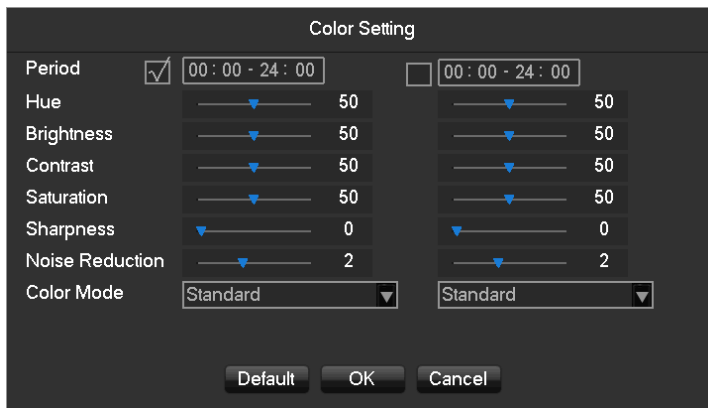 Color Setting
Period 00:00 - 24:00 00:00 - 24:00
Hue 50 50
Brightness 50 50
Contrast 50 50
Saturation 50 50
Sharpness 0 0
Noise Reduction 2 2
Color Mode Standard Standard
Default OK Cancel